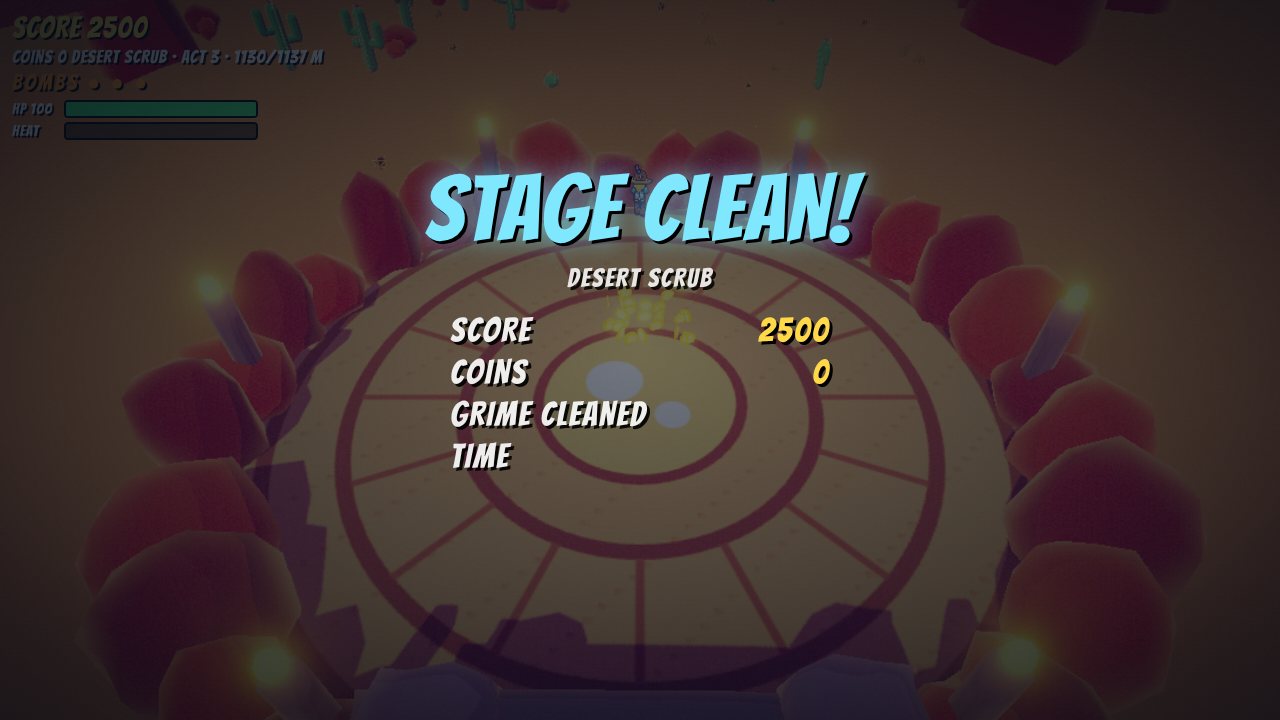 SCORE 2500
COINS 0 DESERT SCRUB · ACT 3 · 1130/1137 M
BOMBS
HP 100
HEAT
STAGE CLEAN!
DESERT SCRUB
SCORE 2500
COINS 0
GRIME CLEANED
TIME